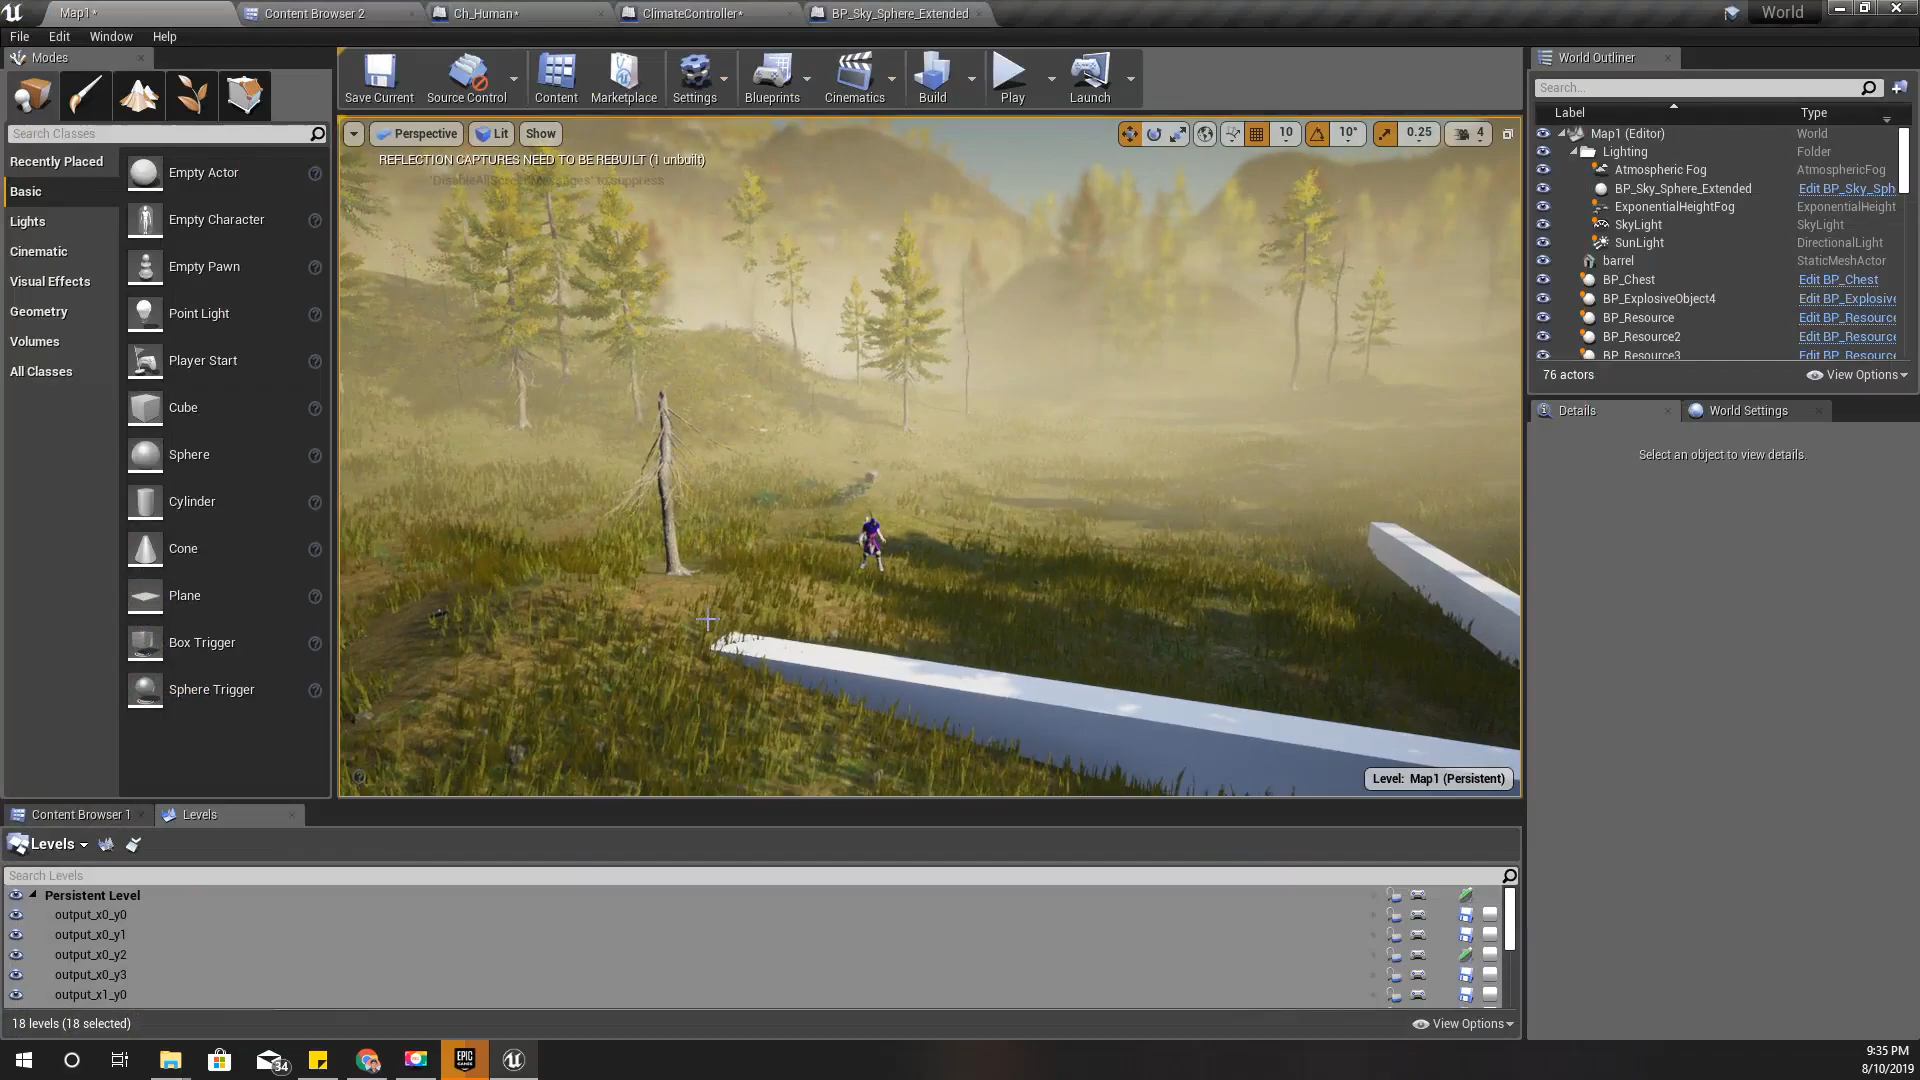 Map1*
Content Browser 2
Ch_Human*
ClimateController*
BP_Sky_Sphere_Extended
World
File Edit Window Help
Modes
Save Current
Source Control
Content
Marketplace
Settings
Blueprints
Cinematics
Build
Play
Launch
World Outliner
Search...
Label Type
Search Classes
Recently Placed
Basic
Lights
Cinematic
Visual Effects
Geometry
Volumes
All Classes
Empty Actor
Empty Character
Empty Pawn
Point Light
Player Start
Cube
Sphere
Cylinder
Cone
Plane
Box Trigger
Sphere Trigger
Perspective Lit Show
10 10° 0.25 4
REFLECTION CAPTURES NEED TO BE REBUILT (1 unbuilt)
'DisableAllScreenMessages' to suppress
Level: Map1 (Persistent)
Map1 (Editor) World
Lighting Folder
Atmospheric Fog AtmosphericFog
BP_Sky_Sphere_Extended Edit BP_Sky_Sph
ExponentialHeightFog ExponentialHeight
SkyLight SkyLight
SunLight DirectionalLight
barrel StaticMeshActor
BP_Chest Edit BP_Chest
BP_ExplosiveObject4 Edit BP_Explosive
BP_Resource Edit BP_Resource
BP_Resource2 Edit BP_Resource
BP_Resource3 Edit BP_Resource
76 actors View Options
Details World Settings
Select an object to view details.
Content Browser 1 Levels
Levels
Search Levels
Persistent Level
output_x0_y0
output_x0_y1
output_x0_y2
output_x0_y3
output_x1_y0
18 levels (18 selected) View Options
34
EPIC GAMES
9:35 PM
8/10/2019